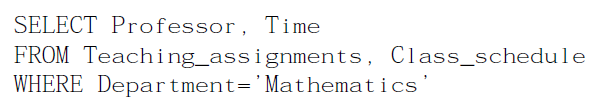 SELECT Professor, Time
FROM Teaching_assignments, Class_schedule
WHERE Department='Mathematics'